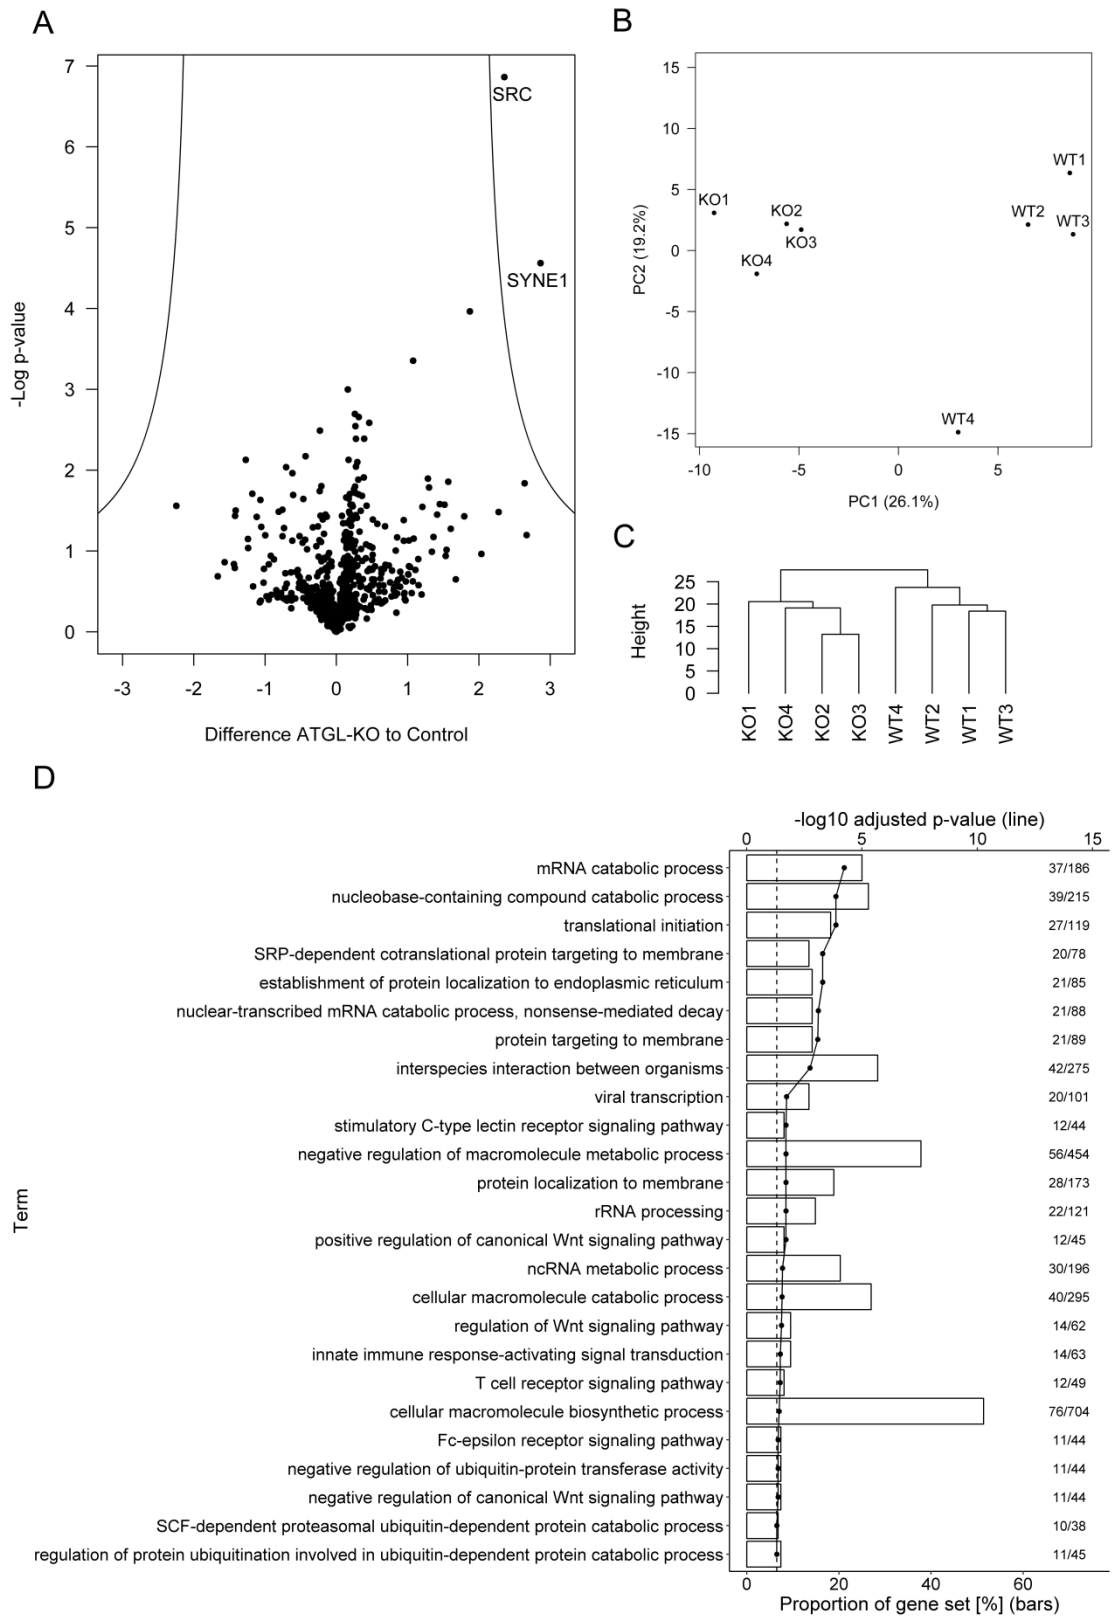 A
7
6
5
4
3
2
1
0
-Log p-value
SRC
SYNE1
-3
-2
-1
0
1
2
3
Difference ATGL-KO to Control
B
15
10
5
0
-5
-10
-15
PC2 (19.2%)
WT1
KO1
KO2
WT2
WT3
KO3
KO4
WT4
-10
-5
0
5
PC1 (26.1%)
C
25
20
15
10
5
0
Height
KO1
KO4
KO2
KO3
WT4
WT2
WT1
WT3
D
-log10 adjusted p-value (line)
0
5
10
15
Term
mRNA catabolic process 37/186
nucleobase-containing compound catabolic process 39/215
translational initiation 27/119
SRP-dependent cotranslational protein targeting to membrane 20/78
establishment of protein localization to endoplasmic reticulum 21/85
nuclear-transcribed mRNA catabolic process, nonsense-mediated decay 21/88
protein targeting to membrane 21/89
interspecies interaction between organisms 42/275
viral transcription 20/101
stimulatory C-type lectin receptor signaling pathway 12/44
negative regulation of macromolecule metabolic process 56/454
protein localization to membrane 28/173
rRNA processing 22/121
positive regulation of canonical Wnt signaling pathway 12/45
ncRNA metabolic process 30/196
cellular macromolecule catabolic process 40/295
regulation of Wnt signaling pathway 14/62
innate immune response-activating signal transduction 14/63
T cell receptor signaling pathway 12/49
cellular macromolecule biosynthetic process 76/704
Fc-epsilon receptor signaling pathway 11/44
negative regulation of ubiquitin-protein transferase activity 11/44
negative regulation of canonical Wnt signaling pathway 11/44
SCF-dependent proteasomal ubiquitin-dependent protein catabolic process 10/38
regulation of protein ubiquitination involved in ubiquitin-dependent protein catabolic process 11/45
0
20
40
60
Proportion of gene set [%] (bars)